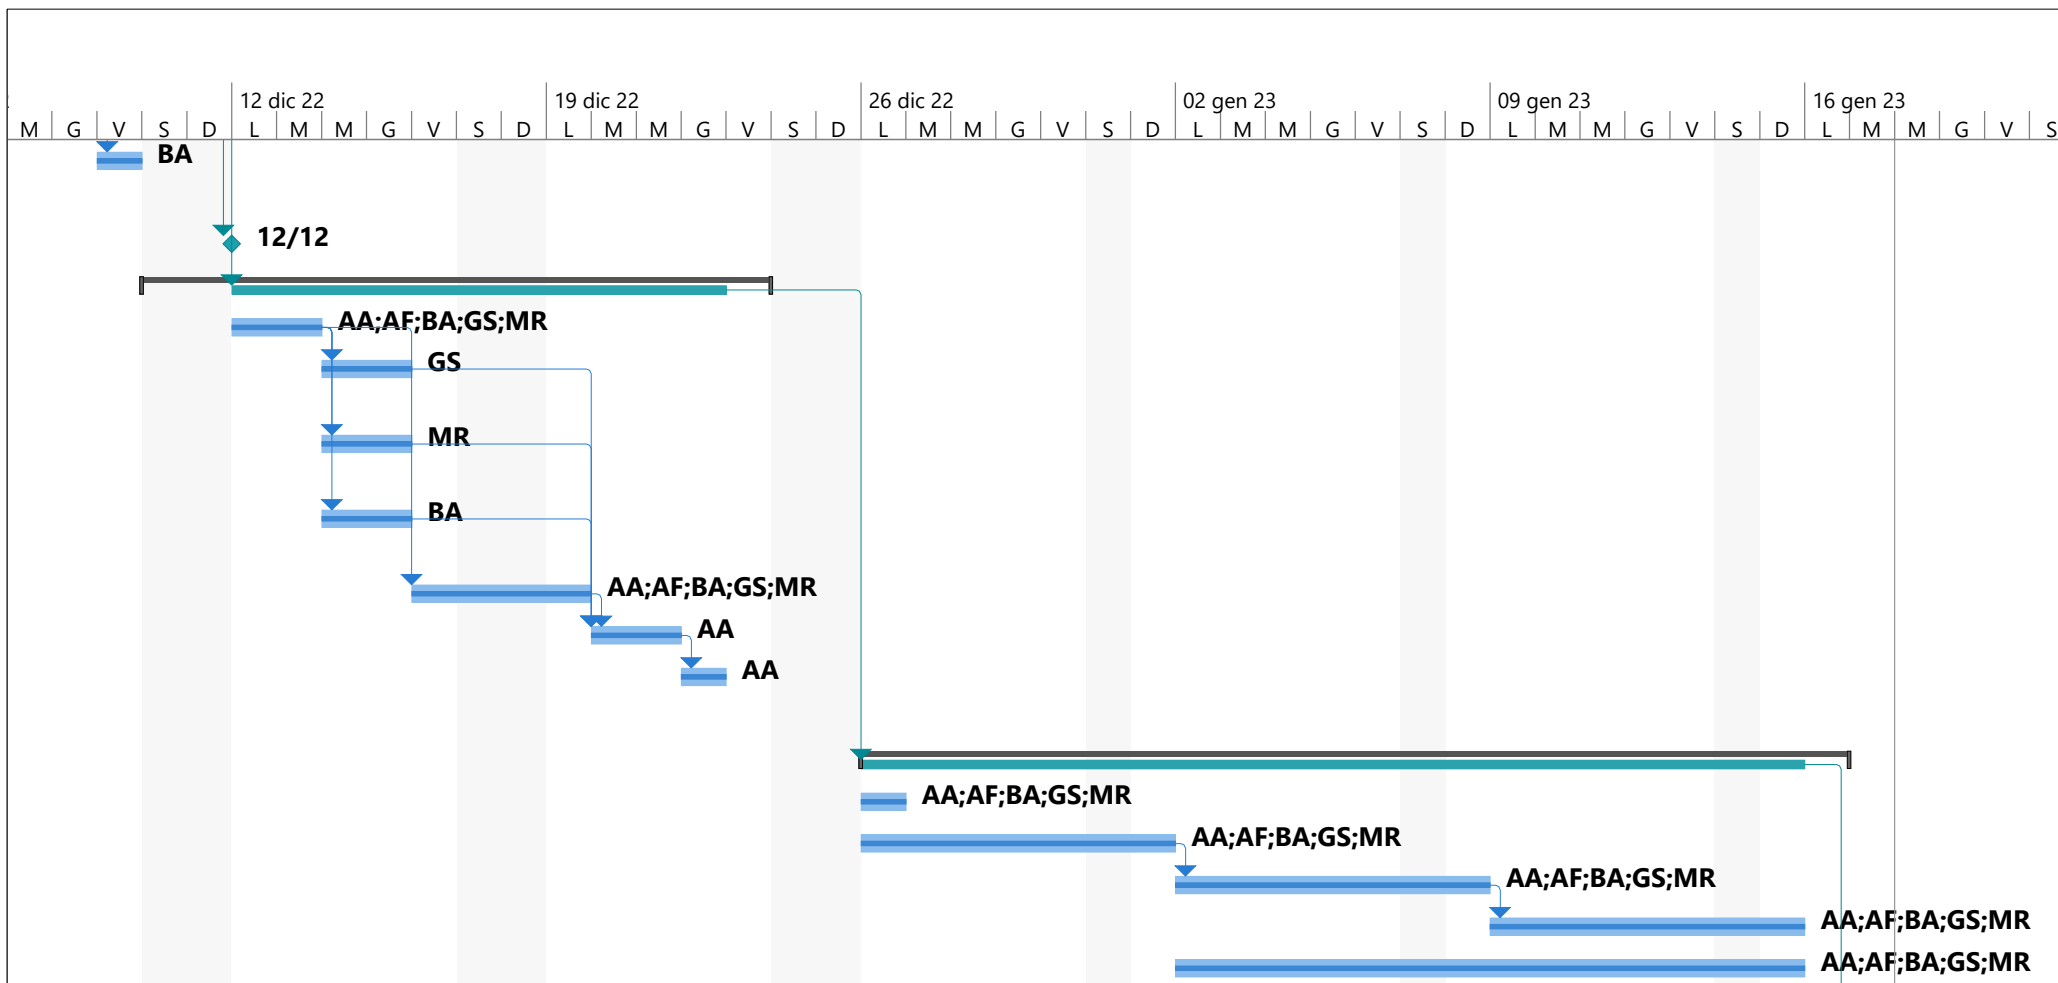 12 dic 22 19 dic 22 26 dic 22 02 gen 23 09 gen 23 16 gen 23
M G V S D L M M G V S D L M M G V S D L M M G V S D L M M G V S D L M M G V S D L M M G V S
BA
12/12
AA;AF;BA;GS;MR
GS
MR
BA
AA;AF;BA;GS;MR
AA
AA
AA;AF;BA;GS;MR
AA;AF;BA;GS;MR
AA;AF;BA;GS;MR
AA;AF;BA;GS;MR
AA;AF;BA;GS;MR